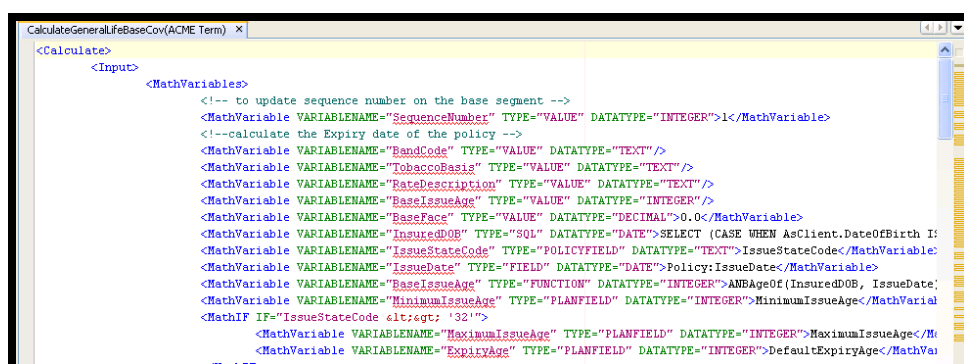 CalculateGeneralLifeBaseCov(ACME Term) ×
<Calculate>
<Input>
<MathVariables>
<!-- to update sequence number on the base segment -->
<MathVariable VARIABLENAME="SequenceNumber" TYPE="VALUE" DATATYPE="INTEGER">1</MathVariable>
<!--calculate the Expiry date of the policy -->
<MathVariable VARIABLENAME="BandCode" TYPE="VALUE" DATATYPE="TEXT"/>
<MathVariable VARIABLENAME="TobaccoBasis" TYPE="VALUE" DATATYPE="TEXT"/>
<MathVariable VARIABLENAME="RateDescription" TYPE="VALUE" DATATYPE="TEXT"/>
<MathVariable VARIABLENAME="BaseIssueAge" TYPE="VALUE" DATATYPE="INTEGER"/>
<MathVariable VARIABLENAME="BaseFace" TYPE="VALUE" DATATYPE="DECIMAL">0.0</MathVariable>
<MathVariable VARIABLENAME="InsuredDOB" TYPE="SQL" DATATYPE="DATE">SELECT (CASE WHEN AsClient.DateOfBirth IS
<MathVariable VARIABLENAME="IssueStateCode" TYPE="POLICYFIELD" DATATYPE="TEXT">IssueStateCode</MathVariable>
<MathVariable VARIABLENAME="IssueDate" TYPE="FIELD" DATATYPE="DATE">Policy:IssueDate</MathVariable>
<MathVariable VARIABLENAME="BaseIssueAge" TYPE="FUNCTION" DATATYPE="INTEGER">ANBAgeOf(InsuredDOB, IssueDate)
<MathVariable VARIABLENAME="MinimumIssueAge" TYPE="PLANFIELD" DATATYPE="INTEGER">MinimumIssueAge</MathVariab
<MathIF IF="IssueStateCode &lt;&gt; '32'">
<MathVariable VARIABLENAME="MaximumIssueAge" TYPE="PLANFIELD" DATATYPE="INTEGER">MaximumIssueAge</Ma
<MathVariable VARIABLENAME="ExpiryAge" TYPE="PLANFIELD" DATATYPE="INTEGER">DefaultExpiryAge</MathVar